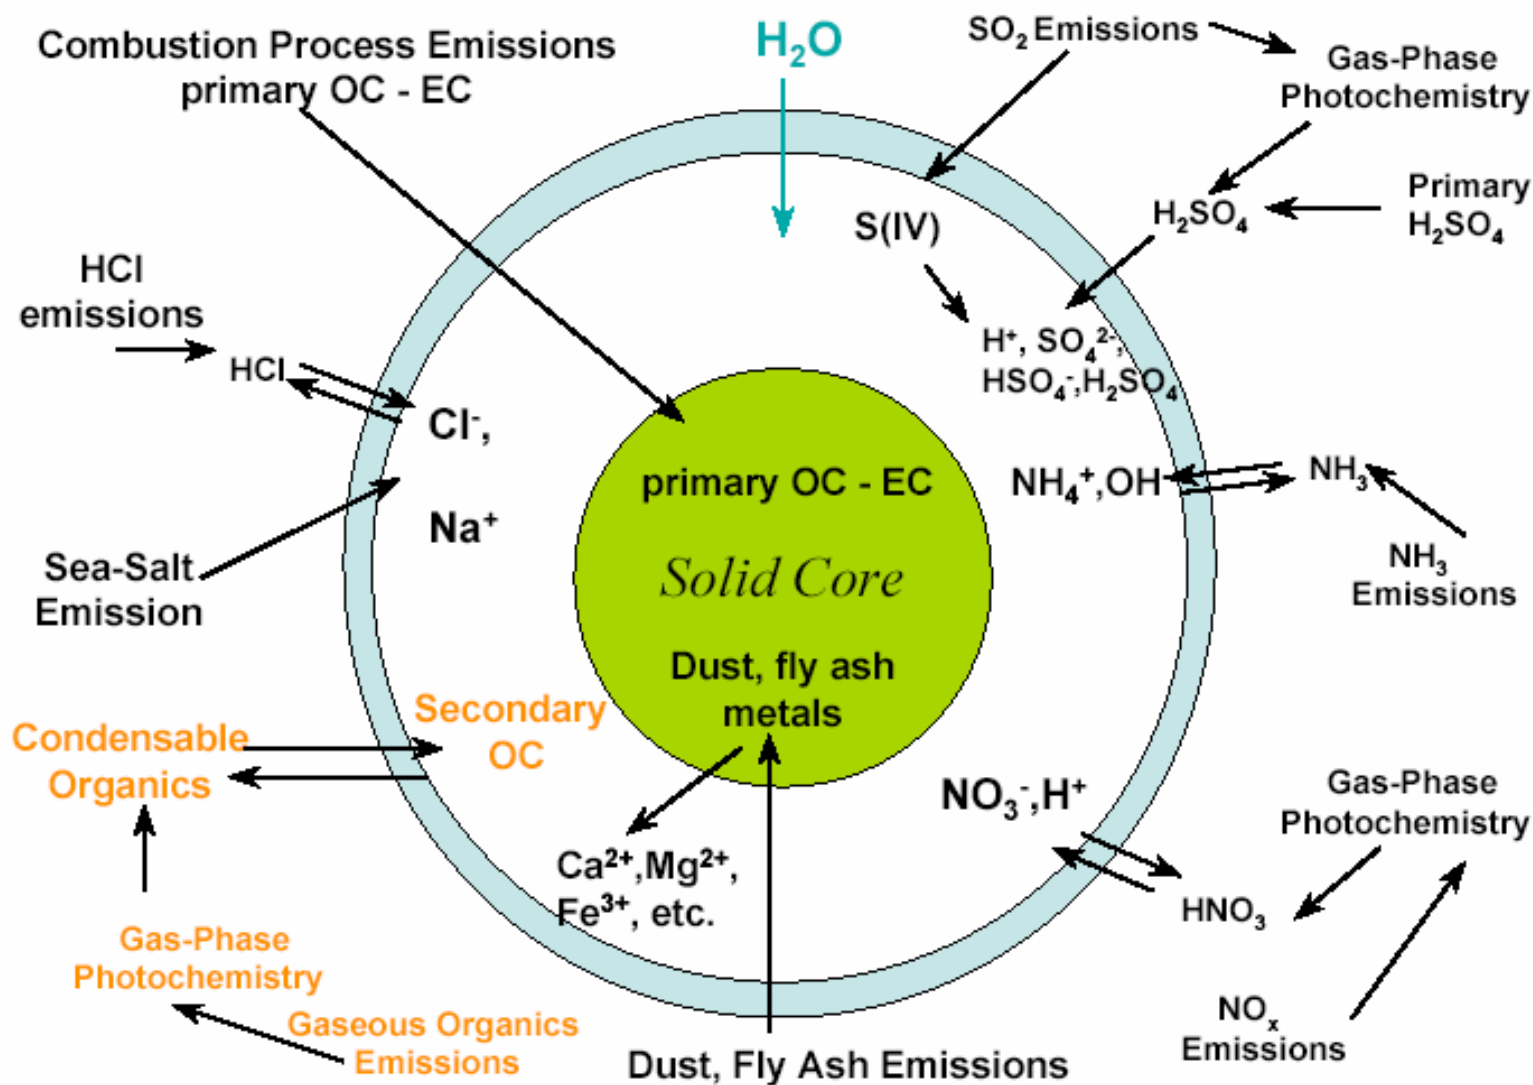 Combustion Process Emissions
primary OC - EC
H₂O
SO₂ Emissions
Gas-Phase
Photochemistry
Primary
H₂SO₄
H₂SO₄
S(IV)
H⁺, SO₄²⁻,
HSO₄⁻,H₂SO₄
HCl
emissions
HCl
Cl⁻,
Na⁺
Sea-Salt
Emission
primary OC - EC
Solid Core
Dust, fly ash
metals
NH₄⁺,OH
NH₃
NH₃
Emissions
Secondary
OC
Condensable
Organics
Ca²⁺,Mg²⁺,
Fe³⁺, etc.
NO₃⁻,H⁺
Gas-Phase
Photochemistry
HNO₃
NOₓ
Emissions
Gas-Phase
Photochemistry
Gaseous Organics
Emissions
Dust, Fly Ash Emissions